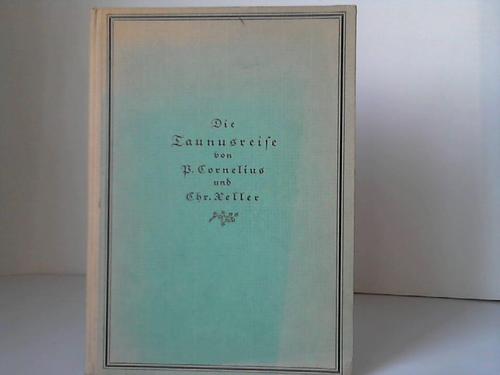 Die
Taunusreise
von
P. Cornelius
und
Chr. Xeller